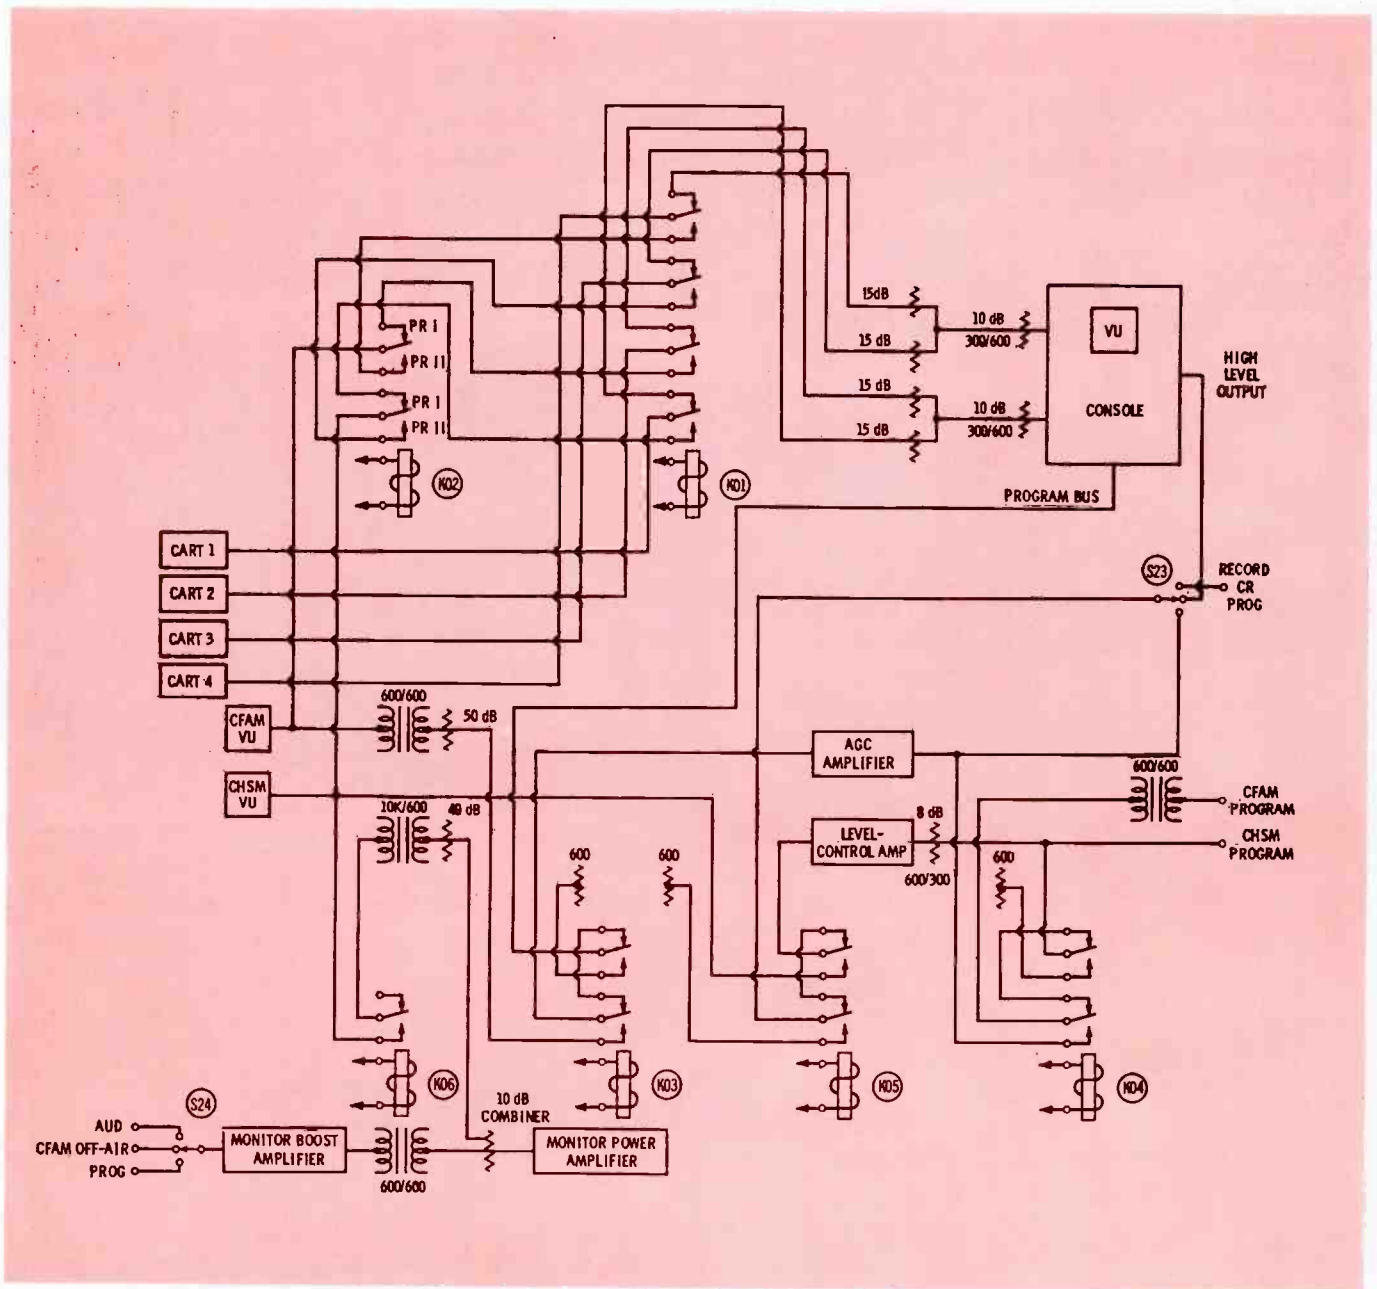 PR I
PR II
PR I
PR II
K02
K01
15dB
15 dB
15 dB
15 dB
10 dB
300/600
10 dB
300/600
VU
CONSOLE
HIGH
LEVEL
OUTPUT
PROGRAM BUS
CART 1
CART 2
CART 3
CART 4
S23
RECORD
CR
PROG
600/600
50 dB
CFAM
VU
CHSM
VU
10K/600
49 dB
AGC
AMPLIFIER
600/600
CFAM
PROGRAM
LEVEL-
CONTROL AMP
8 dB
600/300
CHSM
PROGRAM
600
600
600
K06
K03
K05
K04
S24
AUD
CFAM OFF-AIR
PROG
MONITOR BOOST
AMPLIFIER
600/600
10 dB
COMBINER
MONITOR POWER
AMPLIFIER